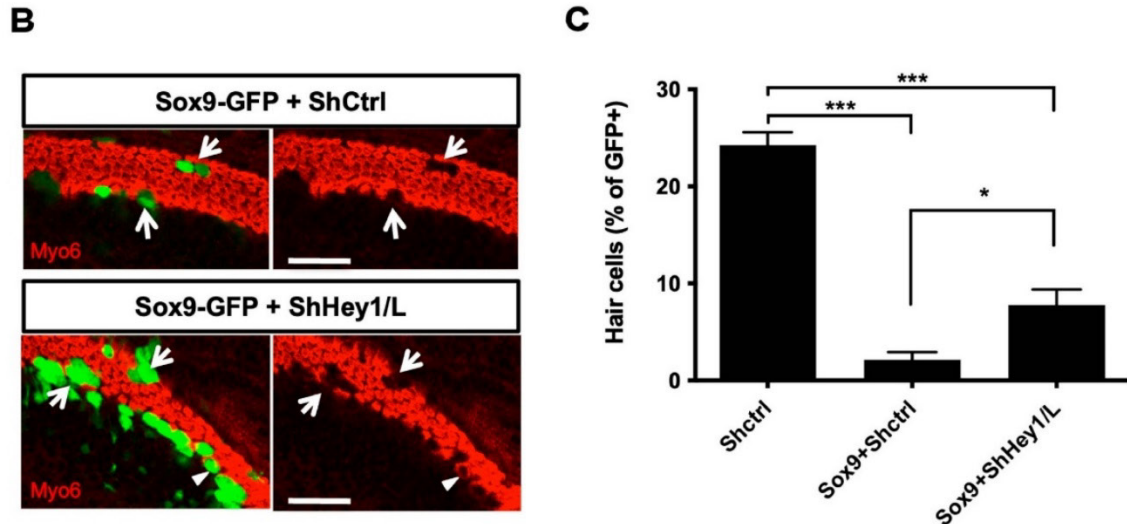 B
Sox9-GFP + ShCtrl
Myo6
Sox9-GFP + ShHey1/L
Myo6
C
Hair cells (% of GFP+)
30
20
10
0
***
***
*
Shctrl
Sox9+Shctrl
Sox9+ShHey1/L